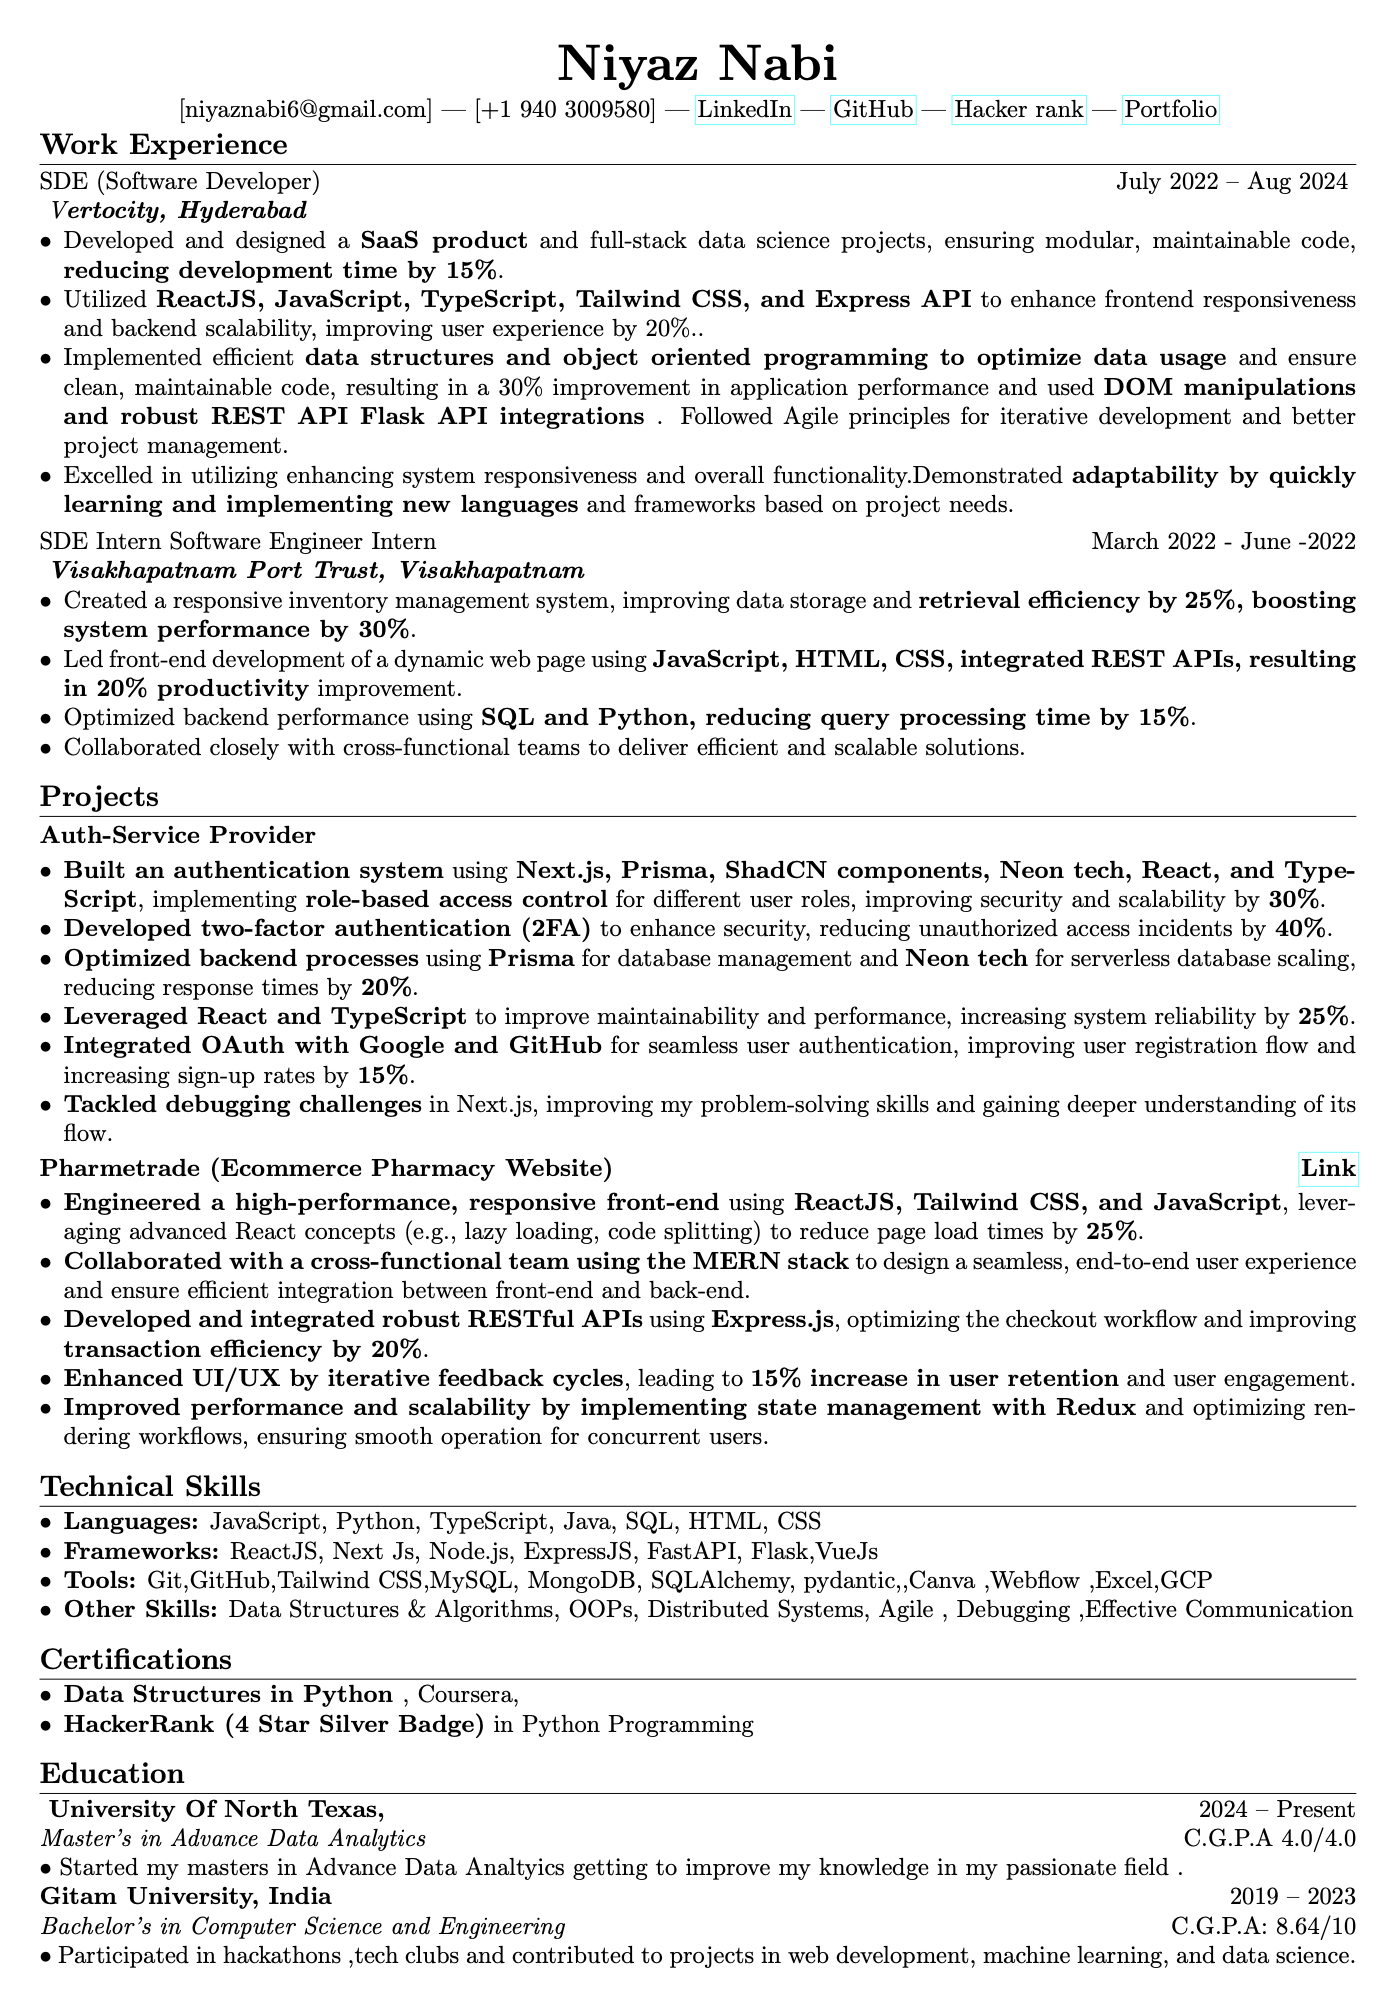 Niyaz Nabi
[niyaznabi6@gmail.com] — [+1 940 3009580] — LinkedIn — GitHub — Hacker rank — Portfolio
Work Experience
SDE (Software Developer) July 2022 – Aug 2024
Vertocity, Hyderabad
• Developed and designed a SaaS product and full-stack data science projects, ensuring modular, maintainable code,
reducing development time by 15%.
• Utilized ReactJS, JavaScript, TypeScript, Tailwind CSS, and Express API to enhance frontend responsiveness
and backend scalability, improving user experience by 20%..
• Implemented efficient data structures and object oriented programming to optimize data usage and ensure
clean, maintainable code, resulting in a 30% improvement in application performance and used DOM manipulations
and robust REST API Flask API integrations . Followed Agile principles for iterative development and better
project management.
• Excelled in utilizing enhancing system responsiveness and overall functionality.Demonstrated adaptability by quickly
learning and implementing new languages and frameworks based on project needs.
SDE Intern Software Engineer Intern March 2022 - June -2022
Visakhapatnam Port Trust, Visakhapatnam
• Created a responsive inventory management system, improving data storage and retrieval efficiency by 25%, boosting
system performance by 30%.
• Led front-end development of a dynamic web page using JavaScript, HTML, CSS, integrated REST APIs, resulting
in 20% productivity improvement.
• Optimized backend performance using SQL and Python, reducing query processing time by 15%.
• Collaborated closely with cross-functional teams to deliver efficient and scalable solutions.
Projects
Auth-Service Provider
• Built an authentication system using Next.js, Prisma, ShadCN components, Neon tech, React, and Type-
Script, implementing role-based access control for different user roles, improving security and scalability by 30%.
• Developed two-factor authentication (2FA) to enhance security, reducing unauthorized access incidents by 40%.
• Optimized backend processes using Prisma for database management and Neon tech for serverless database scaling,
reducing response times by 20%.
• Leveraged React and TypeScript to improve maintainability and performance, increasing system reliability by 25%.
• Integrated OAuth with Google and GitHub for seamless user authentication, improving user registration flow and
increasing sign-up rates by 15%.
• Tackled debugging challenges in Next.js, improving my problem-solving skills and gaining deeper understanding of its
flow.
Pharmetrade (Ecommerce Pharmacy Website) Link
• Engineered a high-performance, responsive front-end using ReactJS, Tailwind CSS, and JavaScript, lever-
aging advanced React concepts (e.g., lazy loading, code splitting) to reduce page load times by 25%.
• Collaborated with a cross-functional team using the MERN stack to design a seamless, end-to-end user experience
and ensure efficient integration between front-end and back-end.
• Developed and integrated robust RESTful APIs using Express.js, optimizing the checkout workflow and improving
transaction efficiency by 20%.
• Enhanced UI/UX by iterative feedback cycles, leading to 15% increase in user retention and user engagement.
• Improved performance and scalability by implementing state management with Redux and optimizing ren-
dering workflows, ensuring smooth operation for concurrent users.
Technical Skills
• Languages: JavaScript, Python, TypeScript, Java, SQL, HTML, CSS
• Frameworks: ReactJS, Next Js, Node.js, ExpressJS, FastAPI, Flask,VueJs
• Tools: Git,GitHub,Tailwind CSS,MySQL, MongoDB, SQLAlchemy, pydantic,,Canva ,Webflow ,Excel,GCP
• Other Skills: Data Structures & Algorithms, OOPs, Distributed Systems, Agile , Debugging ,Effective Communication
Certifications
• Data Structures in Python , Coursera,
• HackerRank (4 Star Silver Badge) in Python Programming
Education
University Of North Texas, 2024 – Present
Master's in Advance Data Analytics C.G.P.A 4.0/4.0
• Started my masters in Advance Data Analtyics getting to improve my knowledge in my passionate field .
Gitam University, India 2019 – 2023
Bachelor's in Computer Science and Engineering C.G.P.A: 8.64/10
• Participated in hackathons ,tech clubs and contributed to projects in web development, machine learning, and data science.